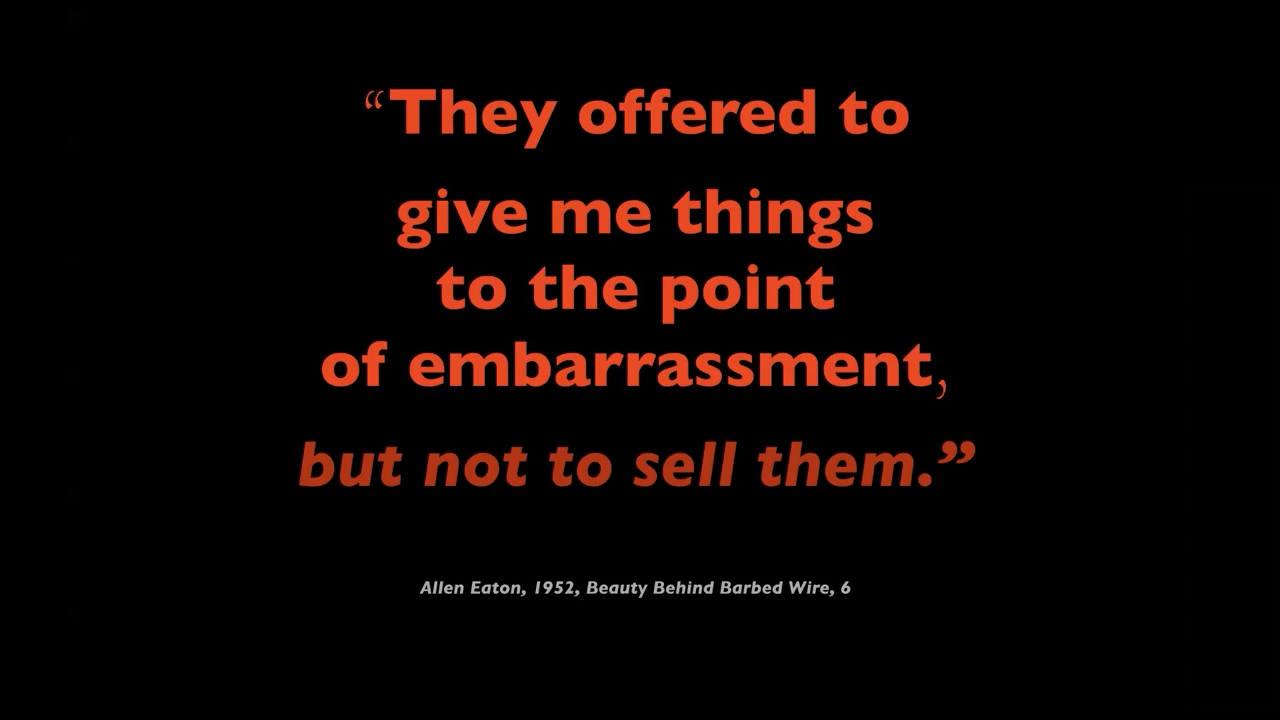 “They offered to
give me things
to the point
of embarrassment,
but not to sell them.”
Allen Eaton, 1952, Beauty Behind Barbed Wire, 6